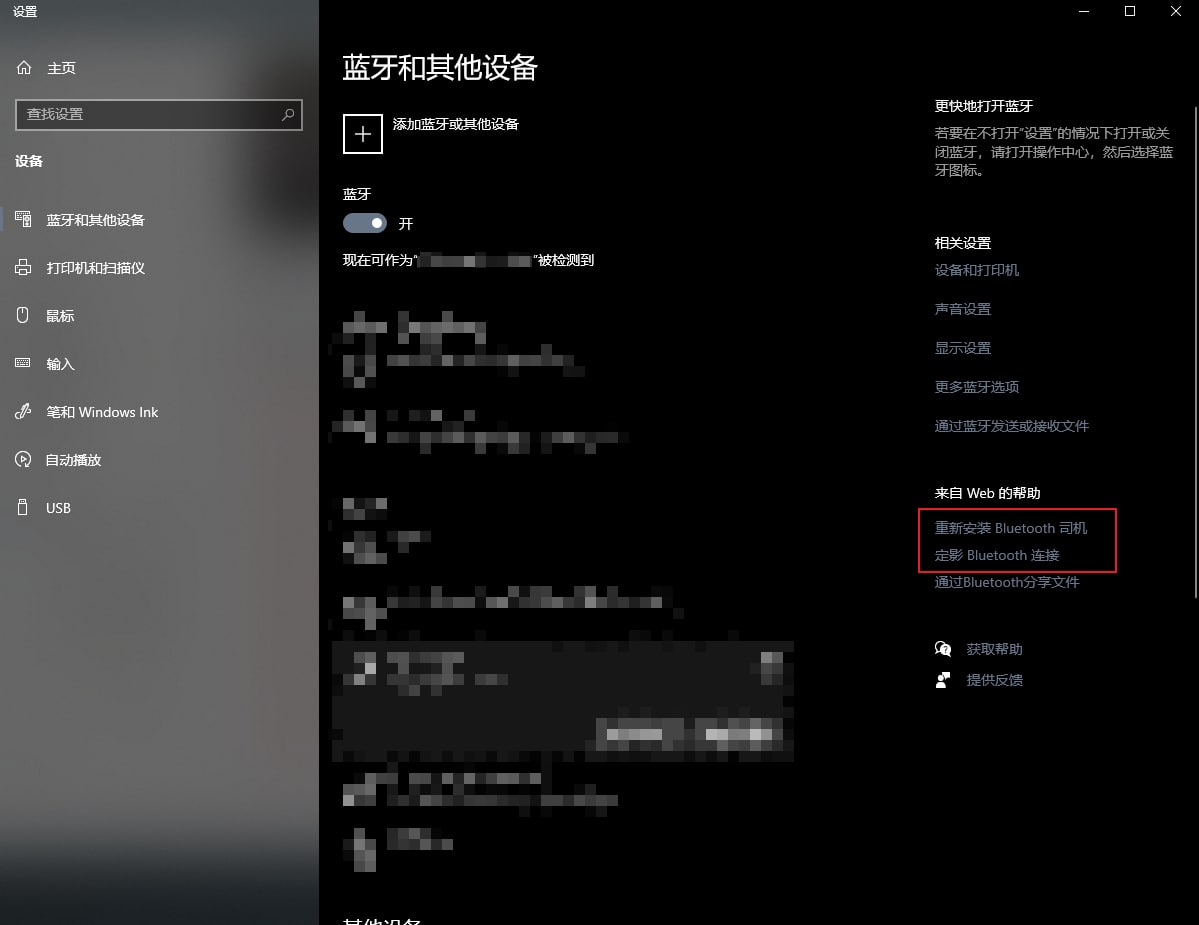 设置
主页
查找设置
设备
蓝牙和其他设备
打印机和扫描仪
鼠标
输入
笔和 Windows Ink
自动播放
USB
蓝牙和其他设备
添加蓝牙或其他设备
蓝牙
开
现在可作为“
”被检测到
其他设备
更快地打开蓝牙
若要在不打开“设置”的情况下打开或关
闭蓝牙，请打开操作中心，然后选择蓝
牙图标。
相关设置
设备和打印机
声音设置
显示设置
更多蓝牙选项
通过蓝牙发送或接收文件
来自 Web 的帮助
重新安装 Bluetooth 司机
定影 Bluetooth 连接
通过Bluetooth分享文件
获取帮助
提供反馈